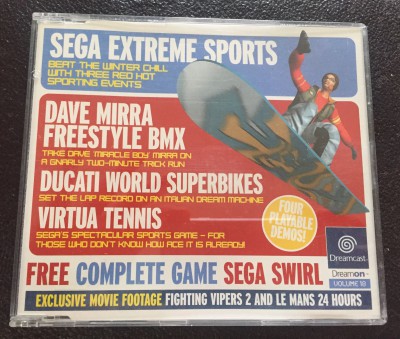 SEGA EXTREME SPORTS
BEAT THE WINTER CHILL
WITH THREE RED HOT
SPORTING EVENTS
DAVE MIRRA
FREESTYLE BMX
TAKE DAVE 'MIRACLE BOY' MIRRA ON
A GNARLY TWO-MINUTE TRICK RUN
DUCATI WORLD SUPERBIKES
SET THE LAP RECORD ON AN ITALIAN DREAM MACHINE
VIRTUA TENNIS
SEGA'S SPECTACULAR SPORTS GAME – FOR
THOSE WHO DON'T KNOW HOW ACE IT IS ALREADY!
FOUR
PLAYABLE
DEMOS!
Dreamcast
Dreamon
VOLUME 18
FREE COMPLETE GAME SEGA SWIRL
EXCLUSIVE MOVIE FOOTAGE FIGHTING VIPERS 2 AND LE MANS 24 HOURS